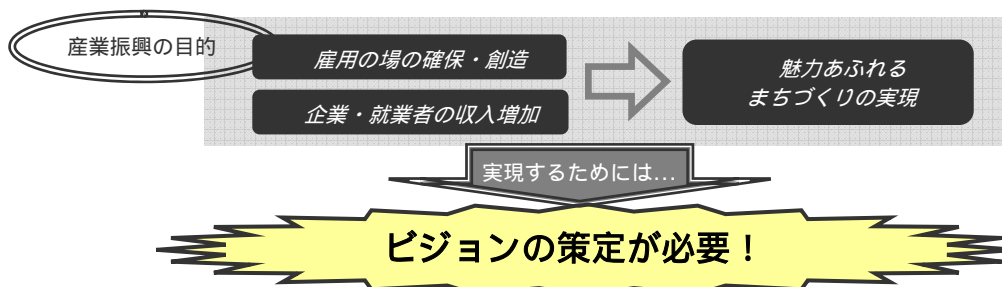 産業振興の目的
雇用の場の確保・創造
企業・就業者の収入増加
魅力あふれる
まちづくりの実現
実現するためには…
ビジョンの策定が必要！